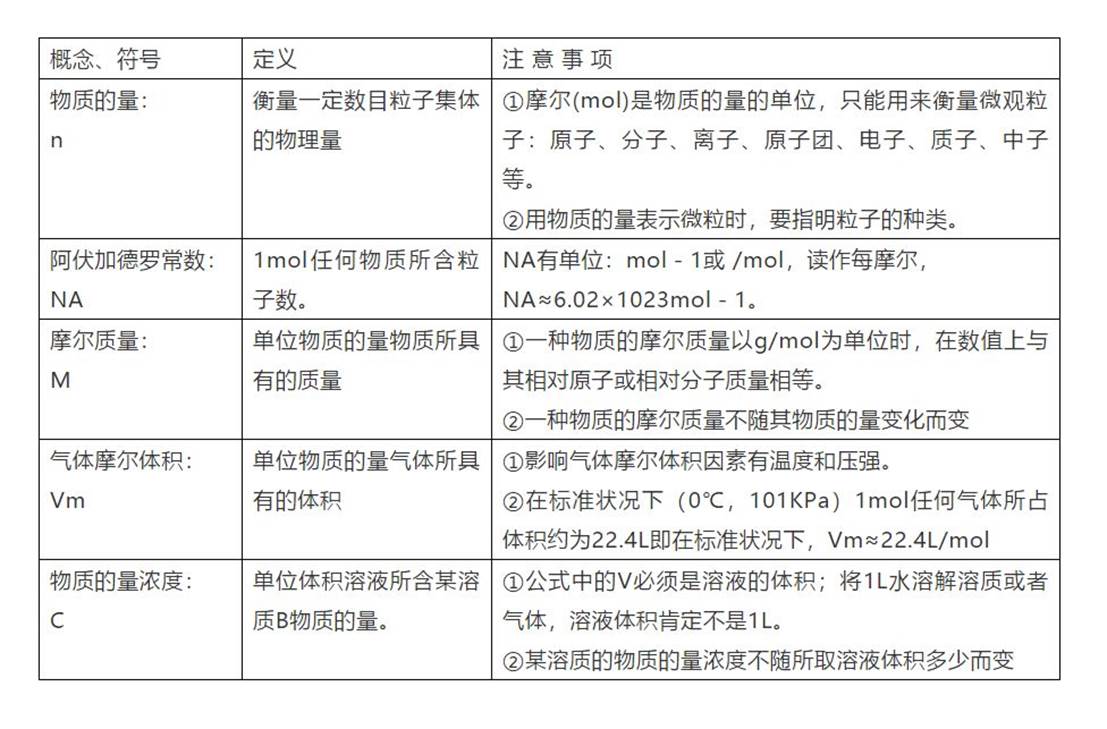 概念、符号
定义
注 意 事 项
物质的量：
n
衡量一定数目粒子集体
的物理量
①摩尔(mol)是物质的量的单位，只能用来衡量微观粒
子：原子、分子、离子、原子团、电子、质子、中子
等。
②用物质的量表示微粒时，要指明粒子的种类。
阿伏加德罗常数：
NA
1mol任何物质所含粒
子数。
NA有单位：mol－1或 /mol，读作每摩尔，
NA≈6.02×1023mol－1。
摩尔质量：
M
单位物质的量物质所具
有的质量
①一种物质的摩尔质量以g/mol为单位时，在数值上与
其相对原子或相对分子质量相等。
②一种物质的摩尔质量不随其物质的量变化而变
气体摩尔体积：
Vm
单位物质的量气体所具
有的体积
①影响气体摩尔体积因素有温度和压强。
②在标准状况下（0℃，101KPa）1mol任何气体所占
体积约为22.4L即在标准状况下，Vm≈22.4L/mol
物质的量浓度：
C
单位体积溶液所含某溶
质B物质的量。
①公式中的V必须是溶液的体积；将1L水溶解溶质或者
气体，溶液体积肯定不是1L。
②某溶质的物质的量浓度不随所取溶液体积多少而变